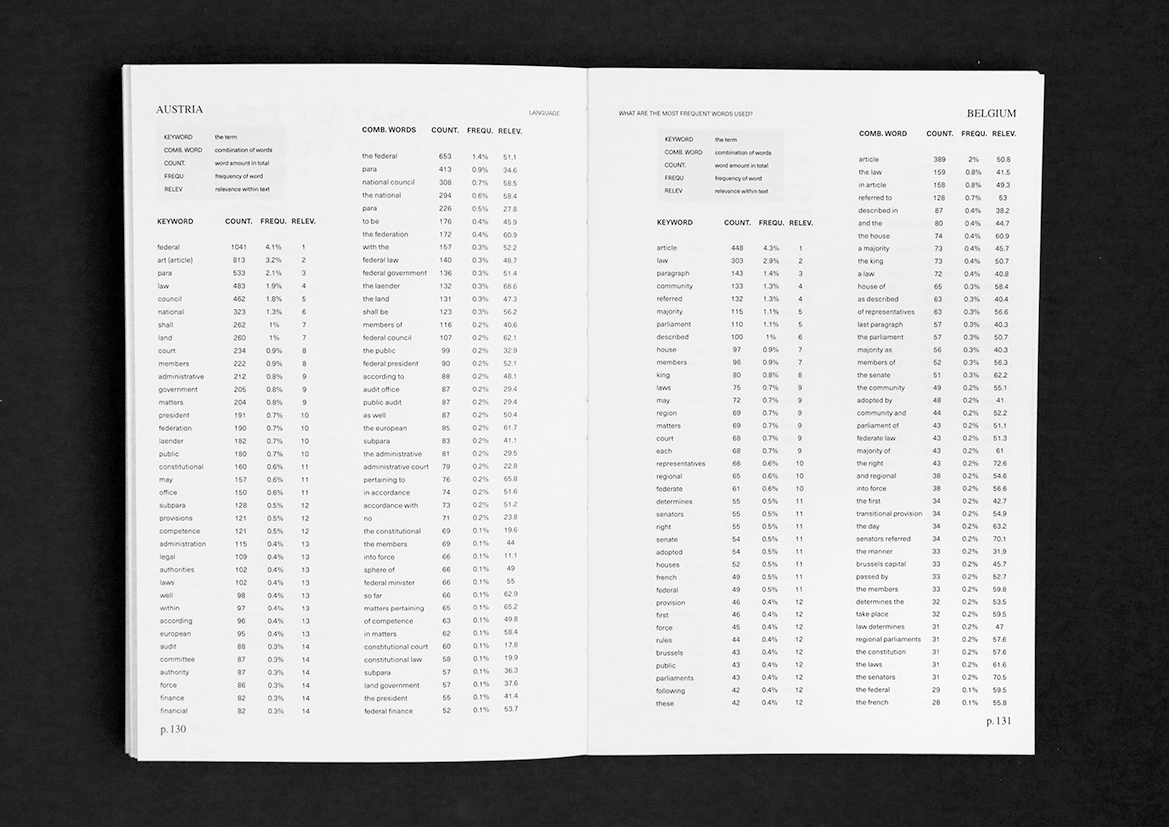 AUSTRIA
LANGUAGE
KEYWORD the term
COMB. WORD combination of words
COUNT. word amount in total
FREQU frequency of word
RELEV relevance within text
KEYWORD COUNT. FREQU. RELEV.
federal 1041 4.1% 1
art (article) 813 3.2% 2
para 533 2.1% 3
law 483 1.9% 4
council 462 1.8% 5
national 323 1.3% 6
shall 262 1% 7
land 260 1% 7
court 234 0.9% 8
members 222 0.9% 8
administrative 212 0.8% 9
government 205 0.8% 9
matters 204 0.8% 9
president 191 0.7% 10
federation 190 0.7% 10
laender 182 0.7% 10
public 180 0.7% 10
constitutional 160 0.6% 11
may 157 0.6% 11
office 150 0.6% 11
subpara 128 0.5% 12
provisions 121 0.5% 12
competence 121 0.5% 12
administration 115 0.4% 13
legal 109 0.4% 13
authorities 102 0.4% 13
laws 102 0.4% 13
well 98 0.4% 13
within 97 0.4% 13
according 96 0.4% 13
european 95 0.4% 13
audit 88 0.3% 14
committee 87 0.3% 14
authority 87 0.3% 14
force 86 0.3% 14
finance 82 0.3% 14
financial 82 0.3% 14
COMB. WORDS COUNT. FREQU. RELEV.
the federal 653 1.4% 51.1
para 413 0.9% 34.6
national council 308 0.7% 58.5
the national 294 0.6% 58.4
para 226 0.5% 27.8
to be 176 0.4% 45.9
the federation 172 0.4% 60.9
with the 157 0.3% 52.2
federal law 140 0.3% 48.7
federal government 136 0.3% 51.4
the laender 132 0.3% 68.6
the land 131 0.3% 47.3
shall be 123 0.3% 56.2
members of 116 0.2% 40.6
federal council 107 0.2% 62.1
the public 99 0.2% 32.9
federal president 90 0.2% 52.1
according to 88 0.2% 48.1
audit office 87 0.2% 29.4
public audit 87 0.2% 29.4
as well 87 0.2% 50.4
the european 85 0.2% 61.7
subpara 83 0.2% 41.1
the administrative 81 0.2% 29.5
administrative court 79 0.2% 22.8
pertaining to 76 0.2% 65.8
in accordance 74 0.2% 51.6
accordance with 73 0.2% 51.2
no 71 0.2% 23.8
the constitutional 69 0.1% 19.6
the members 69 0.1% 44
into force 66 0.1% 11.1
sphere of 66 0.1% 49
federal minister 66 0.1% 55
so far 66 0.1% 62.9
matters pertaining 65 0.1% 65.2
of competence 63 0.1% 49.8
in matters 62 0.1% 58.4
constitutional court 60 0.1% 17.8
constitutional law 58 0.1% 19.9
subpara 57 0.1% 36.3
land government 57 0.1% 37.6
the president 55 0.1% 41.4
federal finance 52 0.1% 53.7
p. 130
WHAT ARE THE MOST FREQUENT WORDS USED?
BELGIUM
KEYWORD the term
COMB. WORD combination of words
COUNT. word amount in total
FREQU frequency of word
RELEV relevance within text
KEYWORD COUNT. FREQU. RELEV.
article 448 4.3% 1
law 303 2.9% 2
paragraph 143 1.4% 3
community 133 1.3% 4
referred 132 1.3% 4
majority 115 1.1% 5
parliament 110 1.1% 5
described 100 1% 6
house 97 0.9% 7
members 96 0.9% 7
king 80 0.8% 8
laws 75 0.7% 9
may 72 0.7% 9
region 69 0.7% 9
matters 69 0.7% 9
court 68 0.7% 9
each 68 0.7% 9
representatives 66 0.6% 10
regional 65 0.6% 10
federate 61 0.6% 10
determines 55 0.5% 11
senators 55 0.5% 11
right 55 0.5% 11
senate 54 0.5% 11
adopted 54 0.5% 11
houses 52 0.5% 11
french 49 0.5% 11
federal 49 0.5% 11
provision 46 0.4% 12
first 46 0.4% 12
force 45 0.4% 12
rules 44 0.4% 12
brussels 43 0.4% 12
public 43 0.4% 12
parliaments 43 0.4% 12
following 42 0.4% 12
these 42 0.4% 12
COMB. WORD COUNT. FREQU. RELEV.
article 389 2% 50.8
the law 159 0.8% 41.5
in article 158 0.8% 49.3
referred to 128 0.7% 53
described in 87 0.4% 38.2
and the 80 0.4% 44.7
the house 74 0.4% 60.9
a majority 73 0.4% 45.7
the king 73 0.4% 50.7
a law 72 0.4% 40.8
house of 65 0.3% 58.4
as described 63 0.3% 40.4
of representatives 63 0.3% 56.6
last paragraph 57 0.3% 40.3
the parliament 57 0.3% 50.7
majority as 56 0.3% 40.3
members of 52 0.3% 56.3
the senate 51 0.3% 62.2
the community 49 0.2% 55.1
adopted by 48 0.2% 41
community and 44 0.2% 52.2
parliament of 43 0.2% 51.1
federate law 43 0.2% 51.3
majority of 43 0.2% 61
the right 43 0.2% 72.6
and regional 38 0.2% 54.6
into force 38 0.2% 56.6
the first 34 0.2% 42.7
transitional provision 34 0.2% 54.9
the day 34 0.2% 63.2
senators referred 34 0.2% 70.1
the manner 33 0.2% 31.9
brussels capital 33 0.2% 45.7
passed by 33 0.2% 52.7
the members 33 0.2% 59.8
determines the 32 0.2% 53.5
take place 32 0.2% 59.5
law determines 31 0.2% 47
regional parliaments 31 0.2% 57.6
the constitution 31 0.2% 57.6
the laws 31 0.2% 61.6
the senators 31 0.2% 70.5
the federal 29 0.1% 59.5
the french 28 0.1% 55.8
p. 131